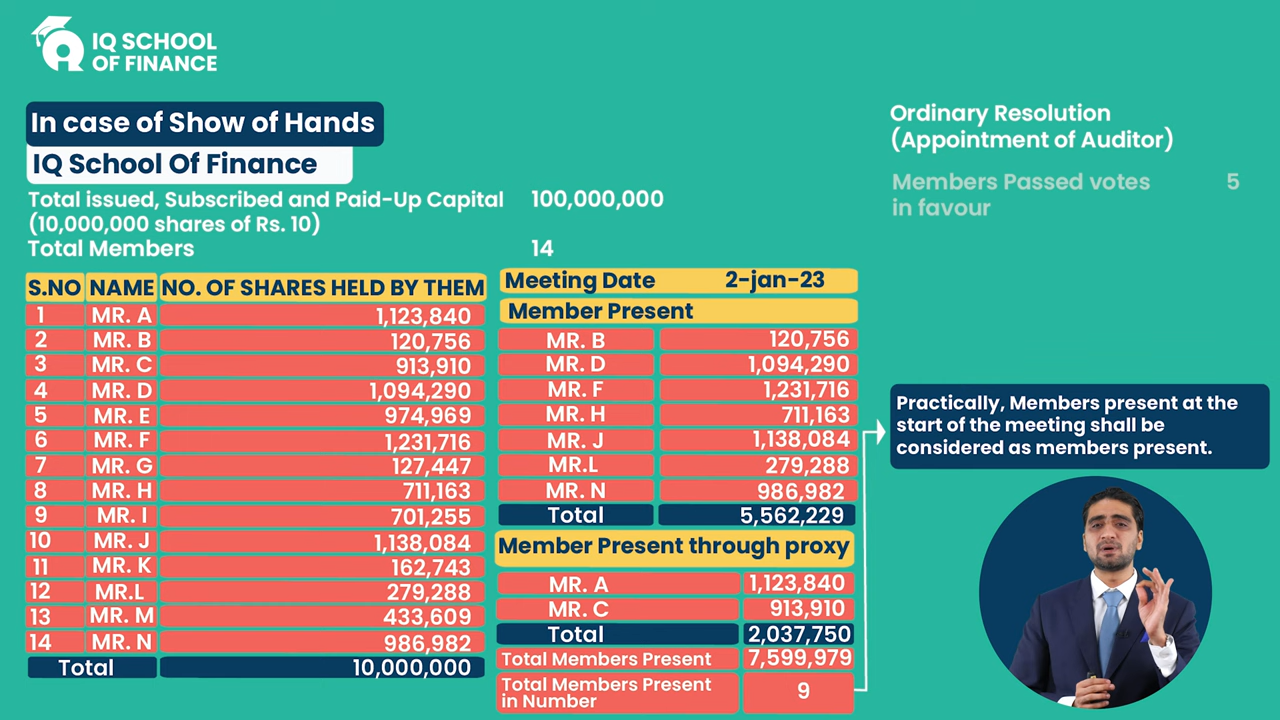 IQ SCHOOL
OF FINANCE
In case of Show of Hands
IQ School Of Finance
Total issued, Subscribed and Paid-Up Capital 100,000,000
(10,000,000 shares of Rs. 10)
Total Members 14
S.NO NAME NO. OF SHARES HELD BY THEM
1 MR. A 1,123,840
2 MR. B 120,756
3 MR. C 913,910
4 MR. D 1,094,290
5 MR. E 974,969
6 MR. F 1,231,716
7 MR. G 127,447
8 MR. H 711,163
9 MR. I 701,255
10 MR. J 1,138,084
11 MR. K 162,743
12 MR.L 279,288
13 MR. M 433,609
14 MR. N 986,982
Total 10,000,000
Meeting Date 2-jan-23
Member Present
MR. B 120,756
MR. D 1,094,290
MR. F 1,231,716
MR. H 711,163
MR. J 1,138,084
MR.L 279,288
MR. N 986,982
Total 5,562,229
Member Present through proxy
MR. A 1,123,840
MR. C 913,910
Total 2,037,750
Total Members Present 7,599,979
Total Members Present
in Number 9
Ordinary Resolution
(Appointment of Auditor)
Members Passed votes 5
in favour
Practically, Members present at the
start of the meeting shall be
considered as members present.